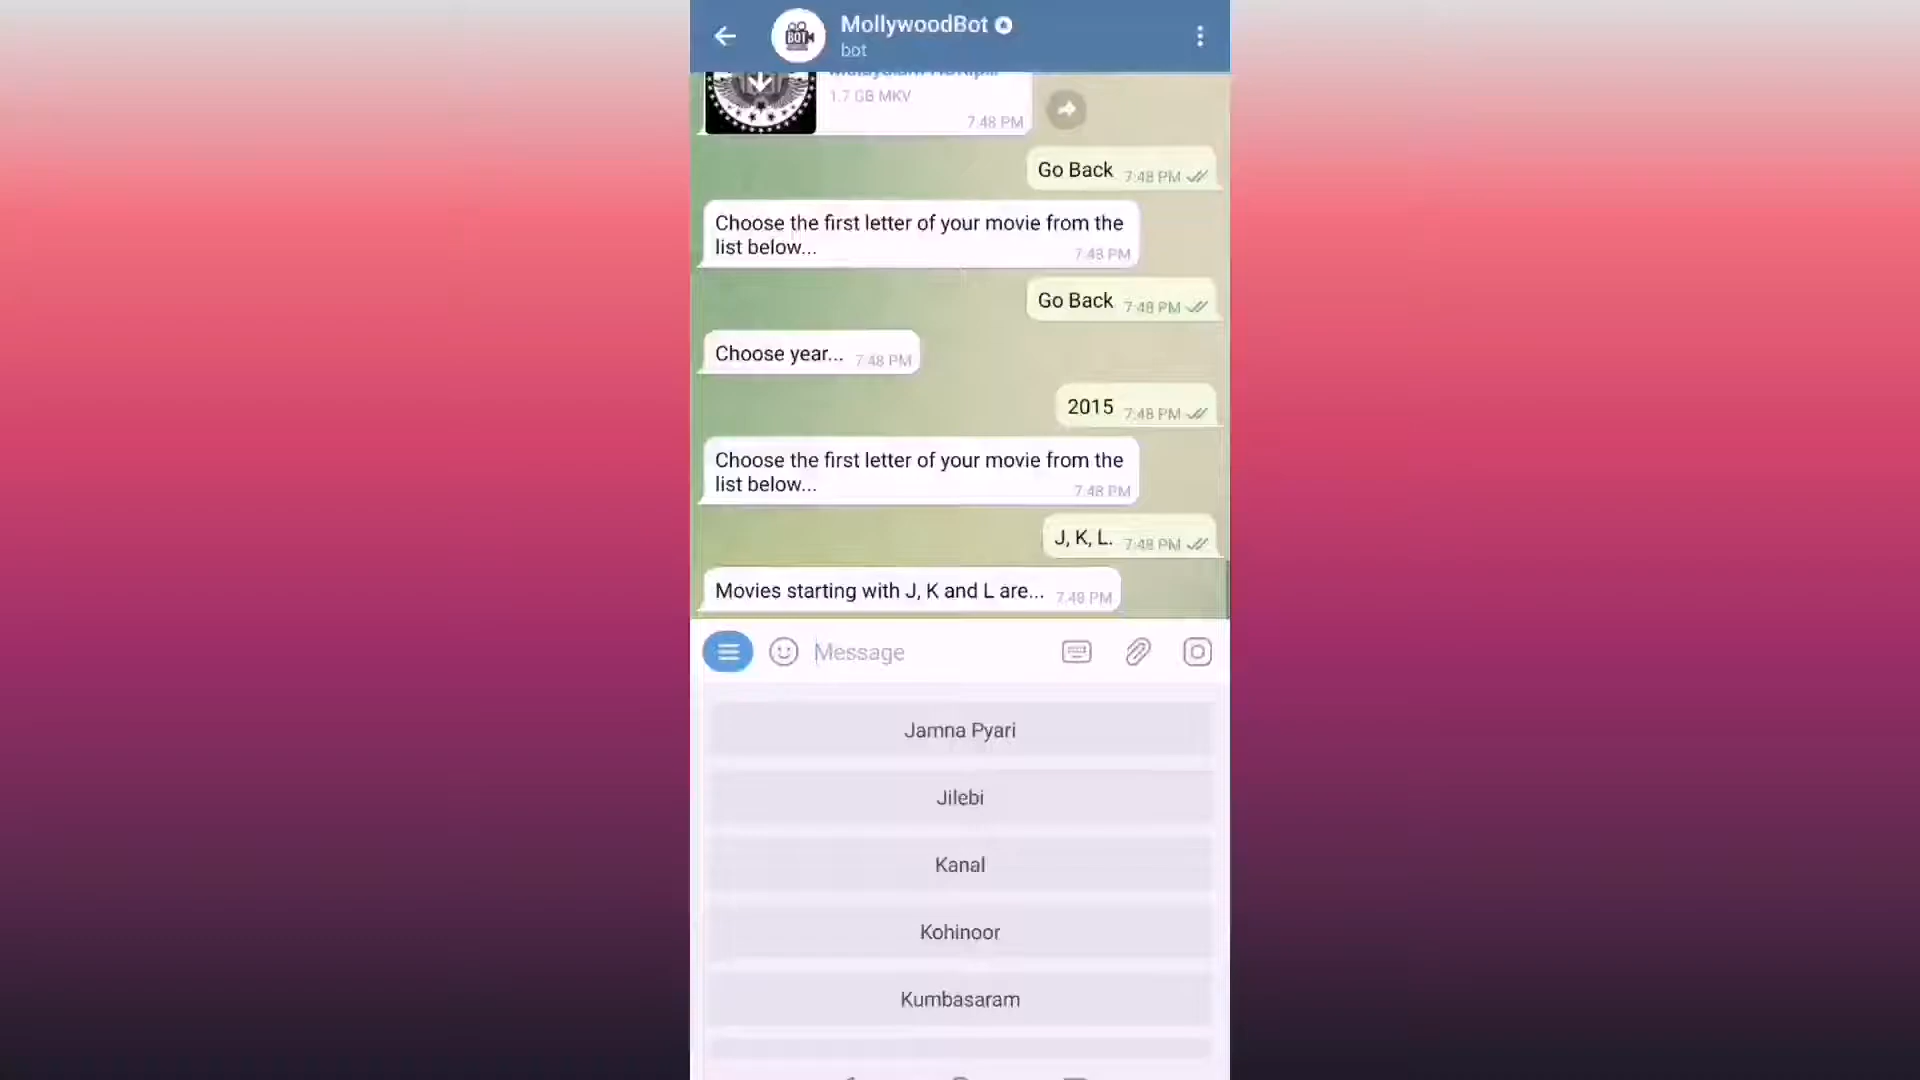 MollywoodBot
bot
BOT
1.7 GB MKV
7:48 PM
Go Back 7:48 PM
Choose the first letter of your movie from the
list below...
7:48 PM
Go Back 7:48 PM
Choose year... 7:48 PM
2015 7:48 PM
Choose the first letter of your movie from the
list below...
7:48 PM
J, K, L. 7:48 PM
Movies starting with J, K and L are... 7:48 PM
Message
Jamna Pyari
Jilebi
Kanal
Kohinoor
Kumbasaram